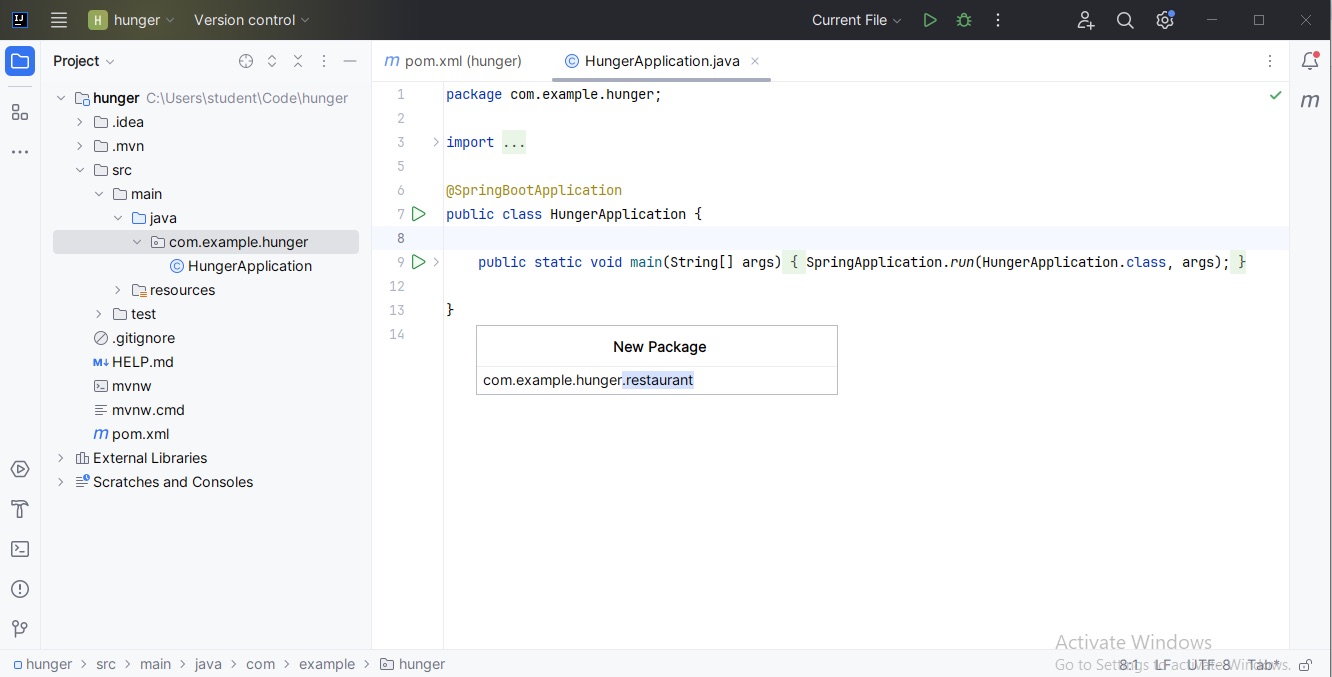 H hunger Version control Current File
Project
m pom.xml (hunger) HungerApplication.java
hunger C:\Users\student\Code\hunger
.idea
.mvn
src
main
java
com.example.hunger
HungerApplication
resources
test
.gitignore
HELP.md
mvnw
mvnw.cmd
m pom.xml
External Libraries
Scratches and Consoles
1 package com.example.hunger;
2
3 import ...
5
6 @SpringBootApplication
7 public class HungerApplication {
8
9 public static void main(String[] args) { SpringApplication.run(HungerApplication.class, args); }
12
13 }
14
New Package
com.example.hunger.restaurant
m
Activate Windows
Go to Settings to activate Windows.
hunger > src > main > java > com > example > hunger 8:1 LF UTF-8 Tab*